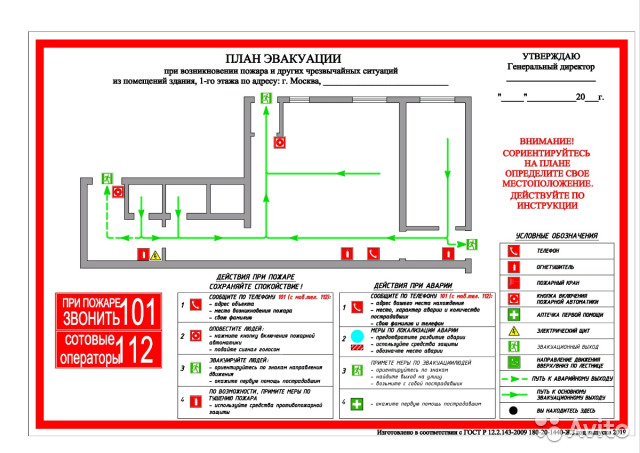 ПЛАН ЭВАКУАЦИИ
при возникновении пожара и других чрезвычайных ситуаций
из помещений здания, 1-го этажа по адресу: г. Москва,
УТВЕРЖДАЮ
Генеральный директор
"____"__________20___г.
ВНИМАНИЕ!
СОРИЕНТИРУЙТЕСЬ
НА ПЛАНЕ
ОПРЕДЕЛИТЕ СВОЕ
МЕСТОПОЛОЖЕНИЕ.
ДЕЙСТВУЙТЕ ПО
ИНСТРУКЦИИ
УСЛОВНЫЕ ОБОЗНАЧЕНИЯ
ТЕЛЕФОН
ОГНЕТУШИТЕЛЬ
ПОЖАРНЫЙ КРАН
КНОПКА ВКЛЮЧЕНИЯ
ПОЖАРНОЙ АВТОМАТИКИ
АПТЕЧКА ПЕРВОЙ ПОМОЩИ
ЭЛЕКТРИЧЕСКИЙ ЩИТ
ЭВАКУАЦИОННЫЙ ВЫХОД
НАПРАВЛЕНИЕ ДВИЖЕНИЯ
ВВЕРХ/ВНИЗ ПО ЛЕСТНИЦЕ
ПУТЬ К АВАРИЙНОМУ ВЫХОДУ
ПУТЬ К ОСНОВНОМУ
ЭВАКУАЦИОННОМУ ВЫХОДУ
ВЫ НАХОДИТЕСЬ ЗДЕСЬ
ПРИ ПОЖАРЕ
ЗВОНИТЬ 101
СОТОВЫЕ
операторы 112
ДЕЙСТВИЯ ПРИ ПОЖАРЕ
СОХРАНЯЙТЕ СПОКОЙСТВИЕ!
1
СООБЩИТЕ ПО ТЕЛЕФОНУ 101 (с моб.тел. 112):
- адрес объекта
- место возникновения пожара
- свою фамилию
2
ОПОВЕСТИТЕ ЛЮДЕЙ:
- нажмите кнопку включения пожарной
автоматики
- подайте сигнал голосом
3
ЭВАКУИРУЙТЕ ЛЮДЕЙ:
- ориентируйтесь по знакам направления
движения
- окажите первую помощь пострадавшим
4
ПО ВОЗМОЖНОСТИ, ПРИМИТЕ МЕРЫ ПО
ТУШЕНИЮ ПОЖАРА
- используйте средства противопожарной
защиты
ДЕЙСТВИЯ ПРИ АВАРИИ
1
СООБЩИТЕ ПО ТЕЛЕФОНУ 101 (с моб.тел. 112):
- адрес вашего места нахождения
- место, характер аварии и количество
пострадавших
- свою фамилию и телефон
2
МЕРЫ ПО ЛОКАЛИЗАЦИИ АВАРИИ
- предотвратите развитие аварии
- используйте средства защиты
- обозначьте место аварии
3
ПРИМЕТЕ МЕРЫ ПО ЭВАКУАЦИИЛЮДЕЙ
- ориентируйтесь по знакам
- найдите выход на улицу
- возьмите с собой пострадавших
4
- окажите первую помощь пострадавшим
Изготовлено в соответствии с ГОСТ Р 12.2.143-2009
2019
Avito